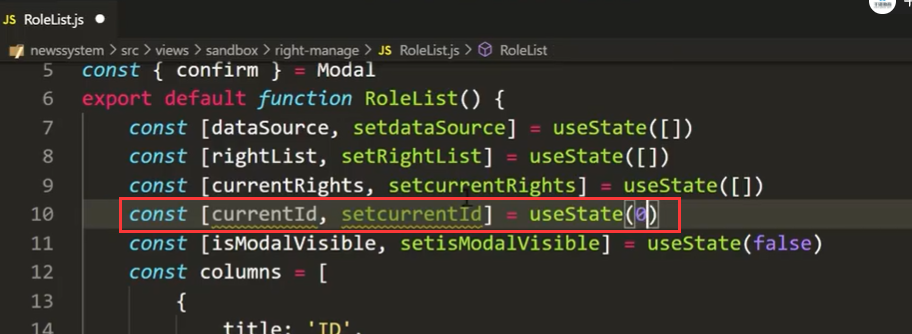 JS RoleList.js
newssystem › src › views › sandbox › right-manage › JS RoleList.js › RoleList
5 const { confirm } = Modal
6 export default function RoleList() {
7 const [dataSource, setdataSource] = useState([])
8 const [rightList, setRightList] = useState([])
9 const [currentRights, setcurrentRights] = useState([])
10 const [currentId, setcurrentId] = useState(0)
11 const [isModalVisible, setisModalVisible] = useState(false)
12 const columns = [
13 {
title: 'ID',